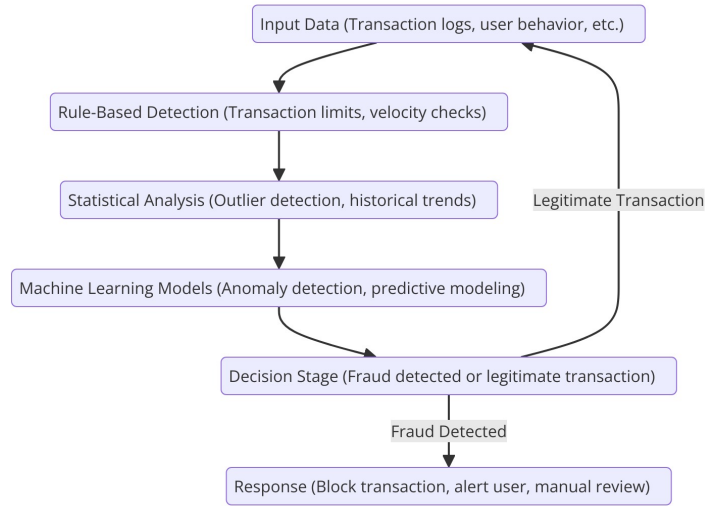 Input Data (Transaction logs, user behavior, etc.)
Rule-Based Detection (Transaction limits, velocity checks)
Statistical Analysis (Outlier detection, historical trends)
Legitimate Transaction
Machine Learning Models (Anomaly detection, predictive modeling)
Decision Stage (Fraud detected or legitimate transaction)
Fraud Detected
Response (Block transaction, alert user, manual review)